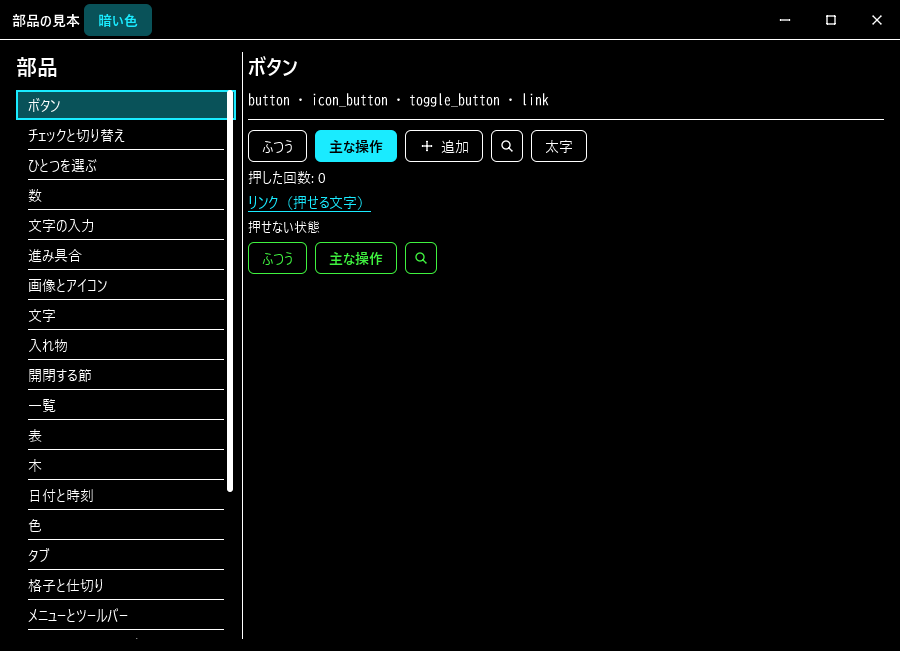 部品の見本 暗い色
部品
ボタン
チェックと切り替え
ひとつを選ぶ
数
文字の入力
進み具合
画像とアイコン
文字
入れ物
開閉する節
一覧
表
木
日付と時刻
色
タブ
格子と仕切り
メニューとツールバー
ボタン
button · icon_button · toggle_button · link
ふつう 主な操作 + 追加 太字
押した回数: 0
リンク（押せる文字）
押せない状態
ふつう 主な操作